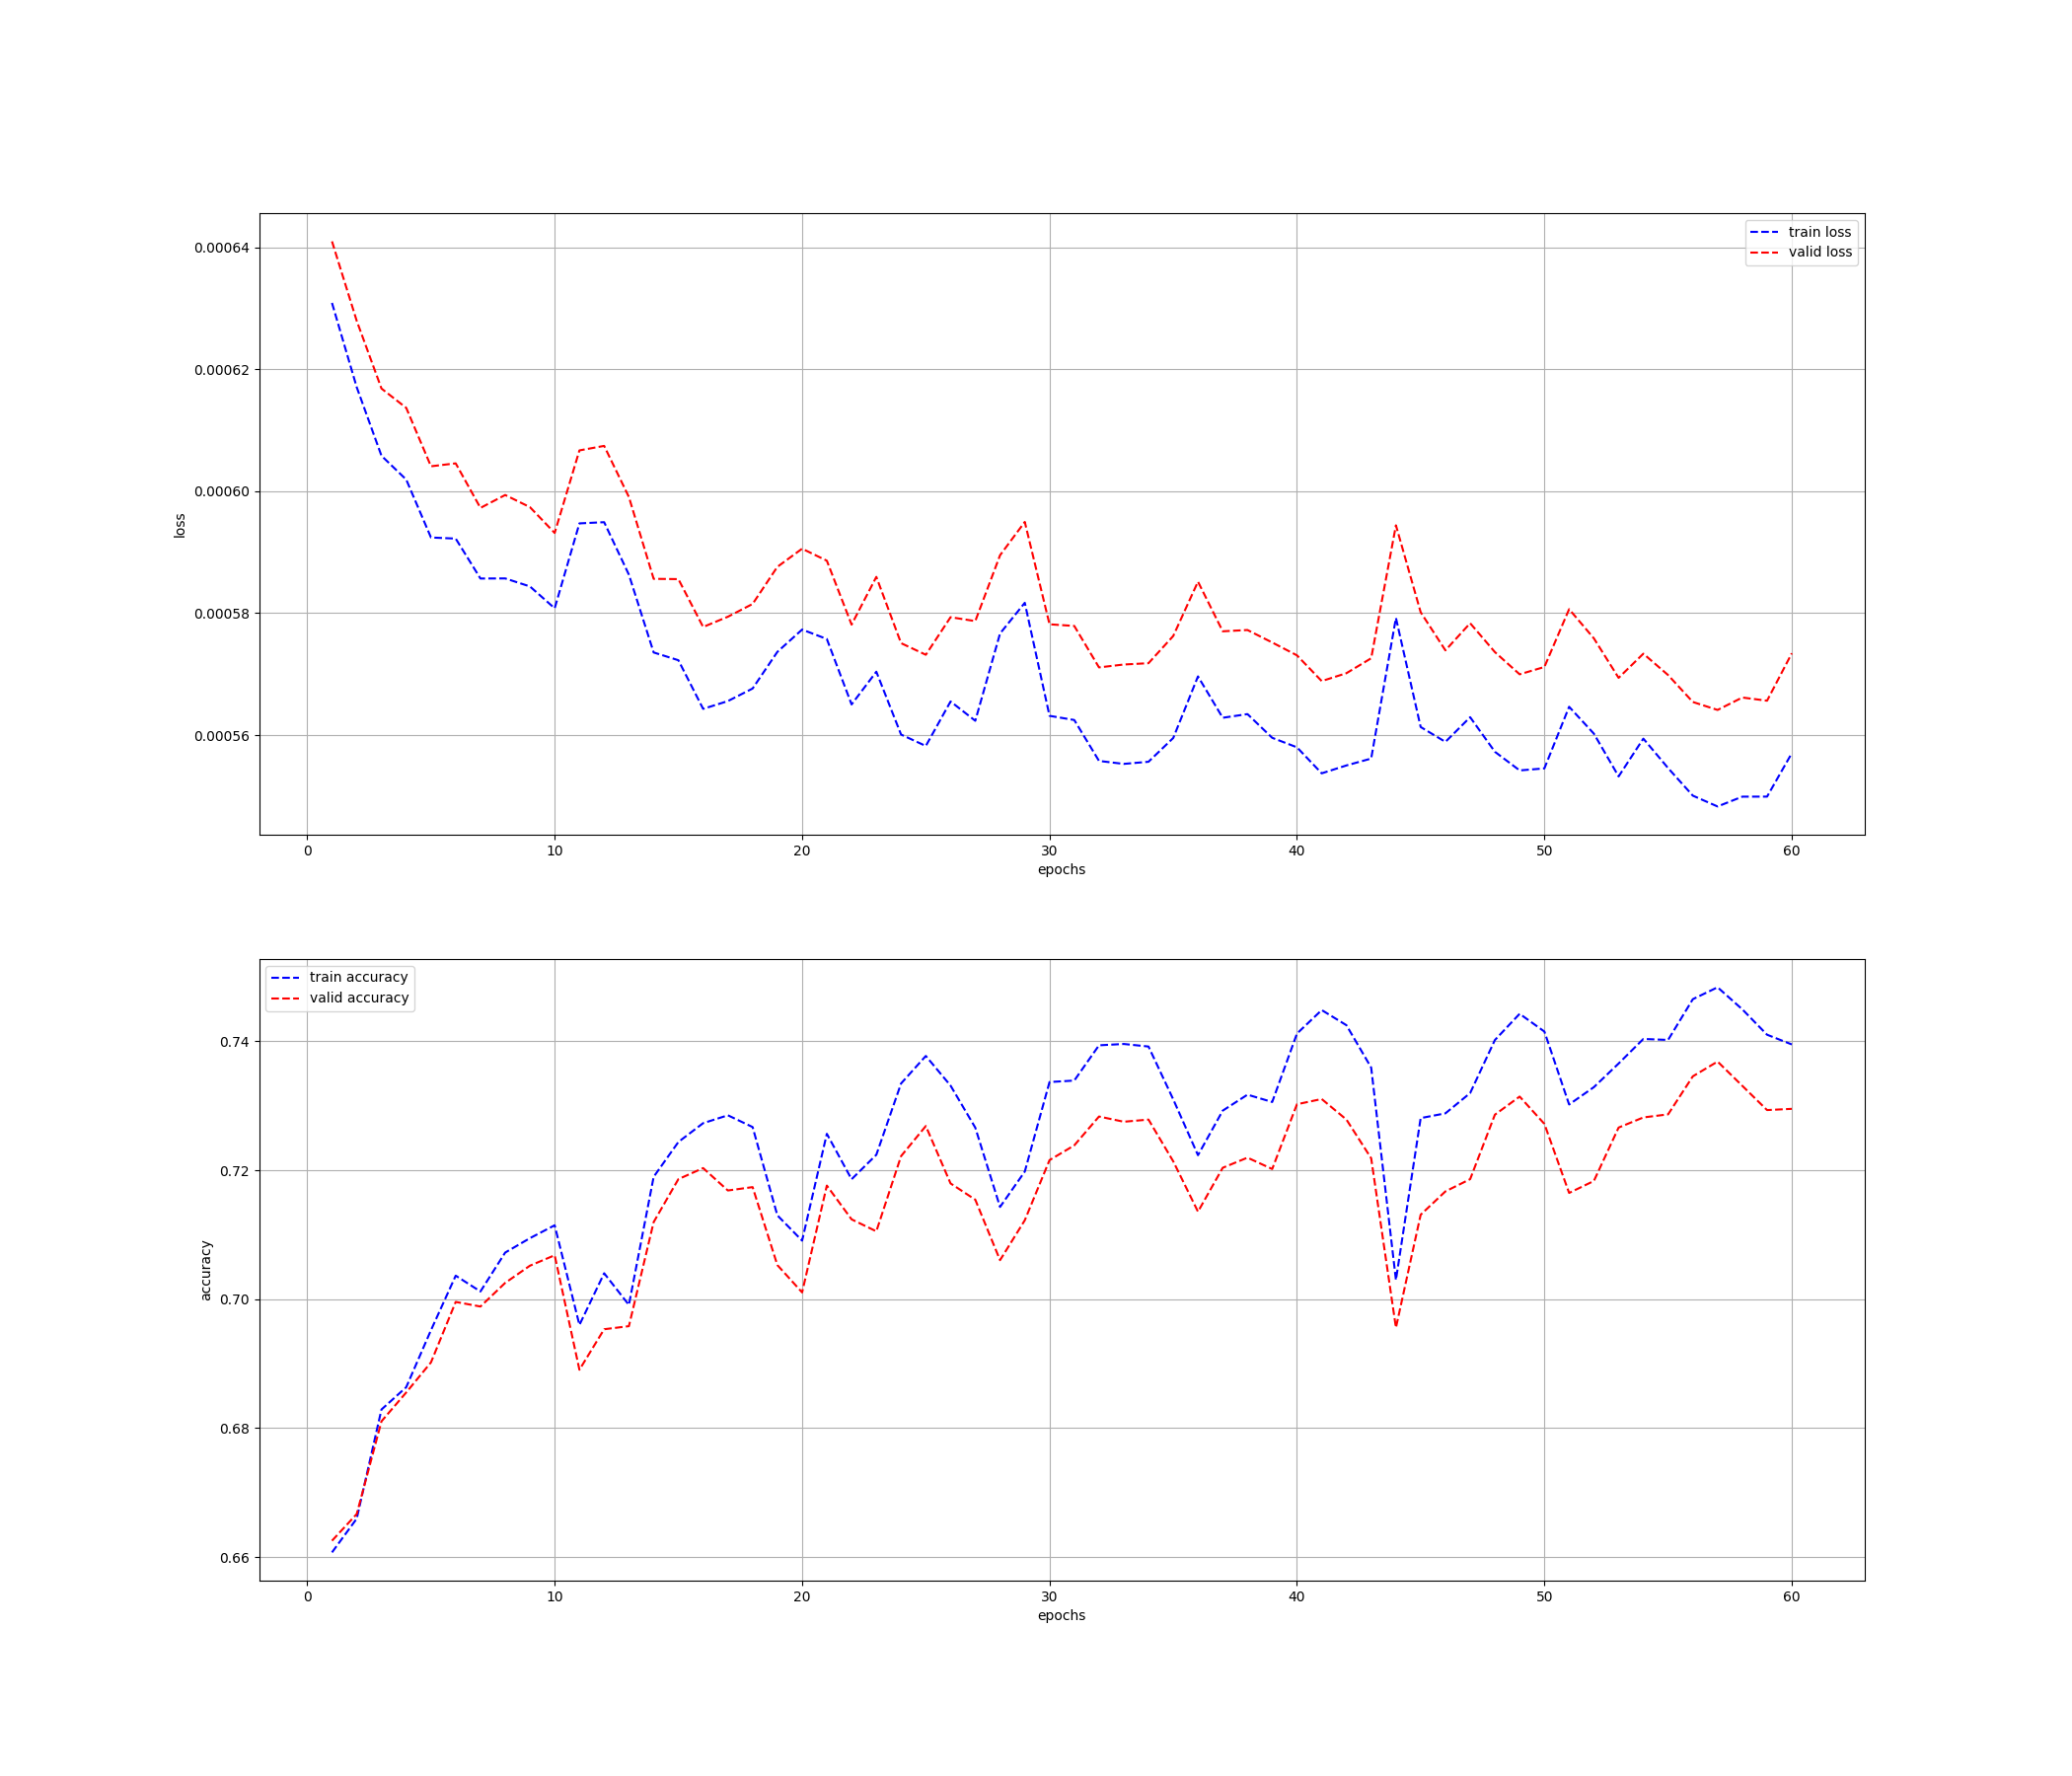 train loss
valid loss
0.00064
0.00062
0.00060
0.00058
0.00056
loss
0 10 20 30 40 50 60
epochs
train accuracy
valid accuracy
0.74
0.72
0.70
0.68
0.66
accuracy
0 10 20 30 40 50 60
epochs